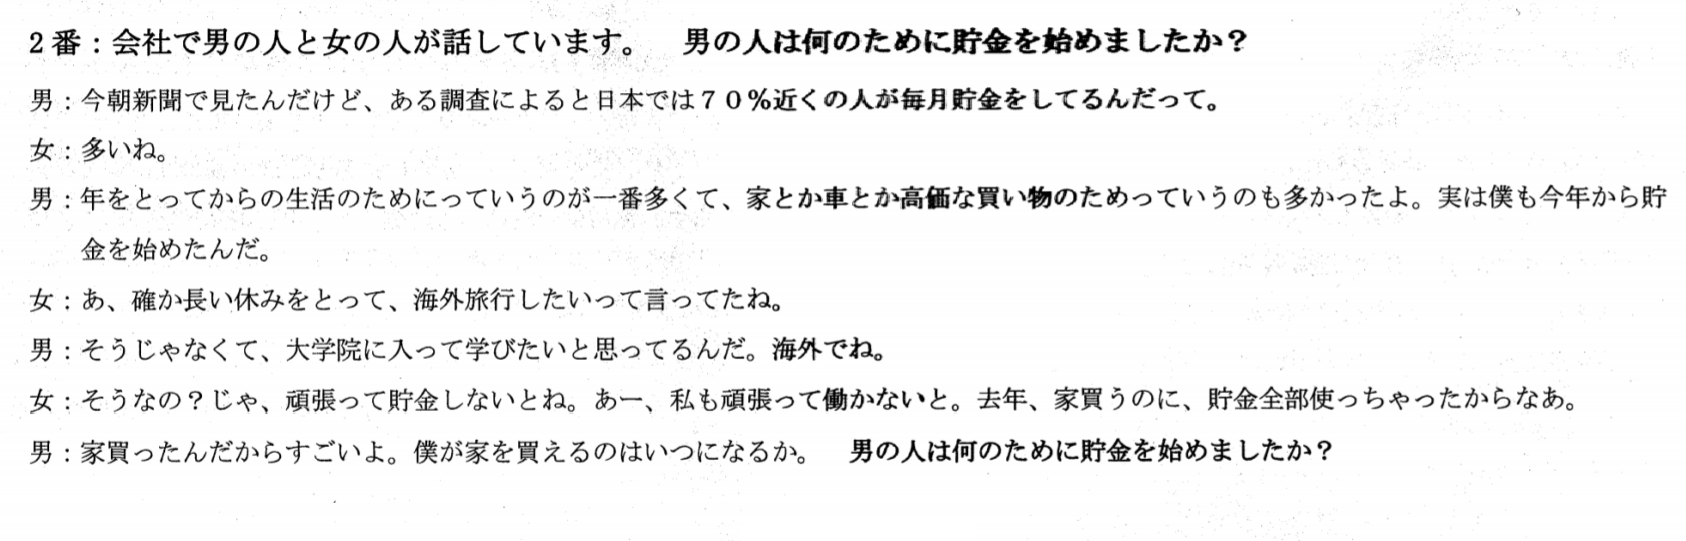 2番：会社で男の人と女の人が話しています。　男の人は何のために貯金を始めましたか？
男：今朝新聞で見たんだけど、ある調査によると日本では７０％近くの人が毎月貯金をしてるんだって。
女：多いね。
男：年をとってからの生活のためにっていうのが一番多くて、家とか車とか高価な買い物のためっていうのも多かったよ。実は僕も今年から貯
金を始めたんだ。
女：あ、確か長い休みをとって、海外旅行したいって言ってたね。
男：そうじゃなくて、大学院に入って学びたいと思ってるんだ。海外でね。
女：そうなの？じゃ、頑張って貯金しないとね。あー、私も頑張って働かないと。去年、家買うのに、貯金全部使っちゃったからなあ。
男：家買ったんだからすごいよ。僕が家を買えるのはいつになるか。　男の人は何のために貯金を始めましたか？